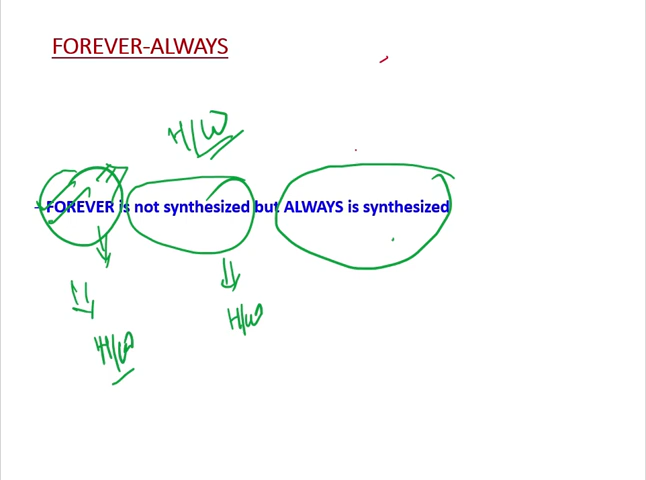 FOREVER-ALWAYS
H/W
- FOREVER is not synthesized but ALWAYS is synthesized
H/W
H/W